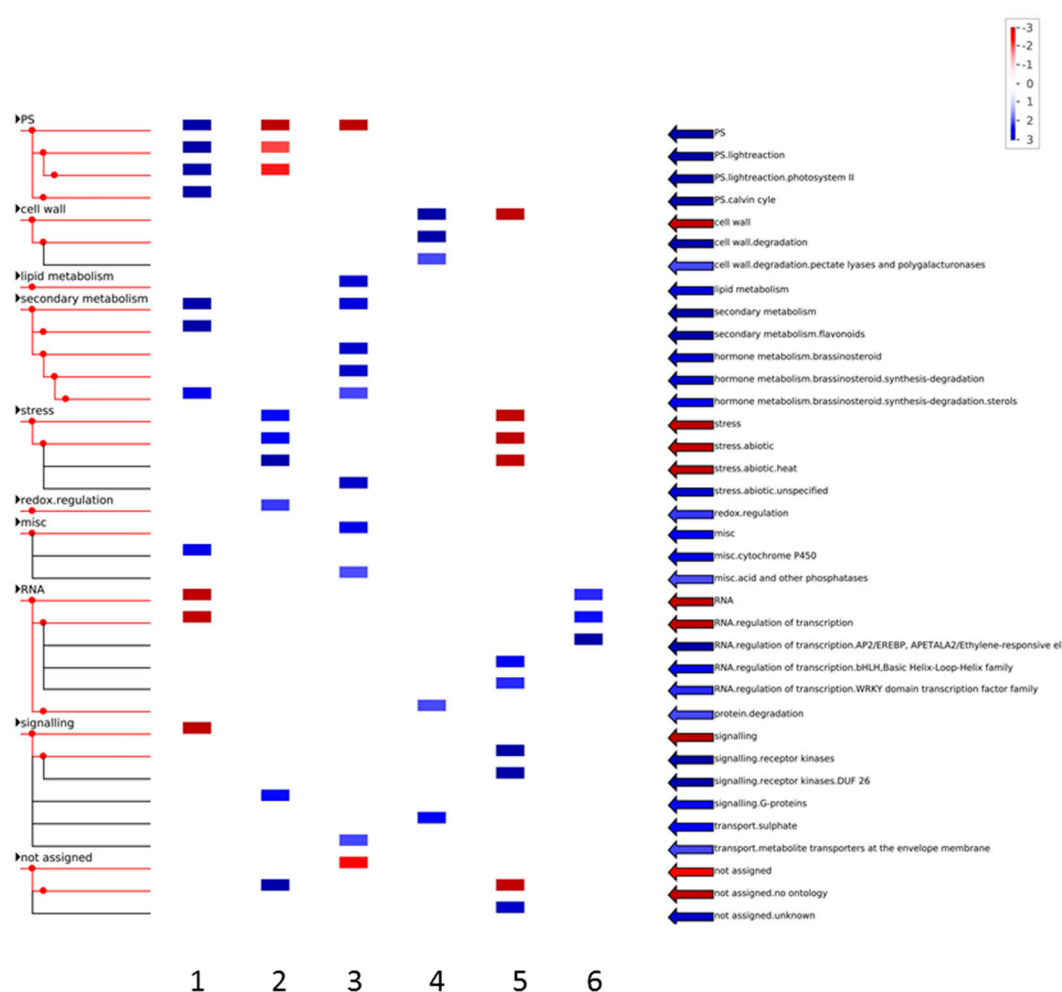 -3
-2
-1
0
1
2
3
PS
PS
PS.lightreaction
PS.lightreaction.photosystem II
PS.calvin cyle
cell wall
cell wall
cell wall.degradation
cell wall.degradation.pectate lyases and polygalacturonases
lipid metabolism
lipid metabolism
secondary metabolism
secondary metabolism
secondary metabolism.flavonoids
hormone metabolism.brassinosteroid
hormone metabolism.brassinosteroid.synthesis-degradation
hormone metabolism.brassinosteroid.synthesis-degradation.sterols
stress
stress
stress.abiotic
stress.abiotic.heat
stress.abiotic.unspecified
redox.regulation
redox.regulation
misc
misc
misc.cytochrome P450
misc.acid and other phosphatases
RNA
RNA
RNA.regulation of transcription
RNA.regulation of transcription.AP2/EREBP, APETALA2/Ethylene-responsive el
RNA.regulation of transcription.bHLH,Basic Helix-Loop-Helix family
RNA.regulation of transcription.WRKY domain transcription factor family
protein.degradation
signalling
signalling
signalling.receptor kinases
signalling.receptor kinases.DUF 26
signalling.G-proteins
transport.sulphate
transport.metabolite transporters at the envelope membrane
not assigned
not assigned
not assigned.no ontology
not assigned.unknown
1 2 3 4 5 6